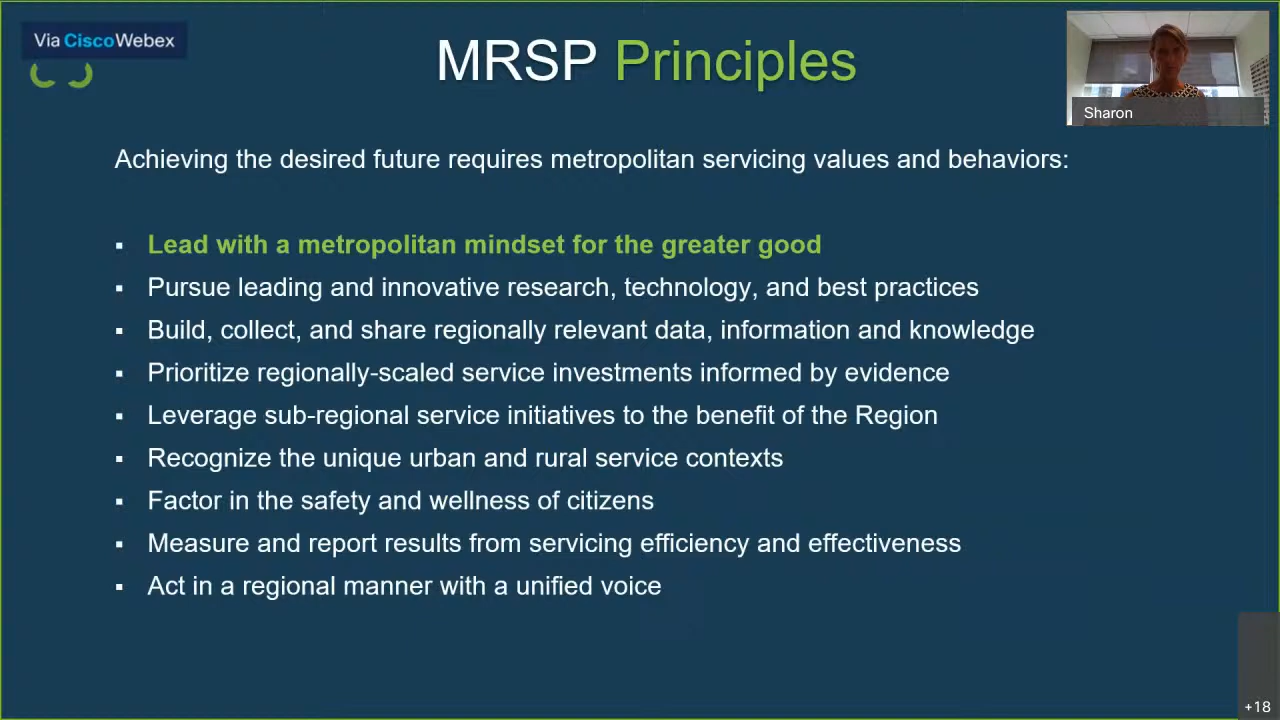 Via CiscoWebex
MRSP Principles
Sharon
Achieving the desired future requires metropolitan servicing values and behaviors:
▪ Lead with a metropolitan mindset for the greater good
▪ Pursue leading and innovative research, technology, and best practices
▪ Build, collect, and share regionally relevant data, information and knowledge
▪ Prioritize regionally-scaled service investments informed by evidence
▪ Leverage sub-regional service initiatives to the benefit of the Region
▪ Recognize the unique urban and rural service contexts
▪ Factor in the safety and wellness of citizens
▪ Measure and report results from servicing efficiency and effectiveness
▪ Act in a regional manner with a unified voice
+18